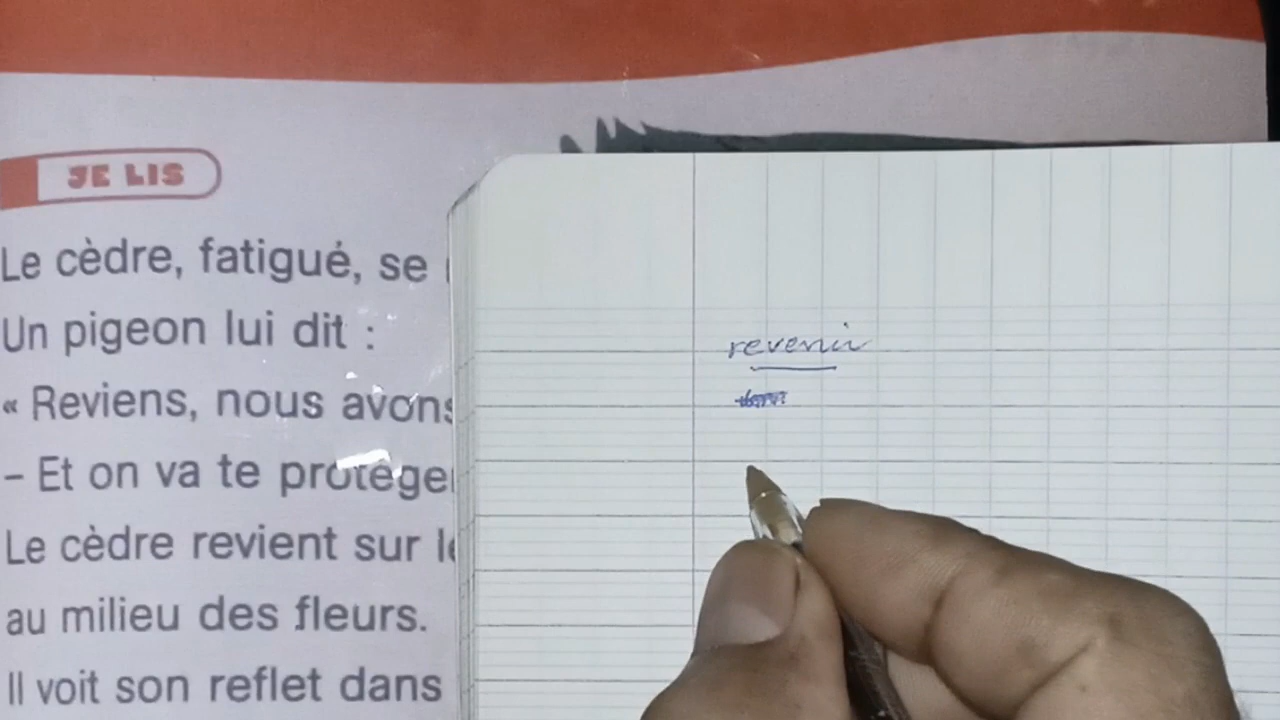 JE LIS
Le cèdre, fatigué, se
Un pigeon lui dit :
« Reviens, nous avons
– Et on va te protéger
Le cèdre revient sur
au milieu des fleurs.
Il voit son reflet dans
revenir